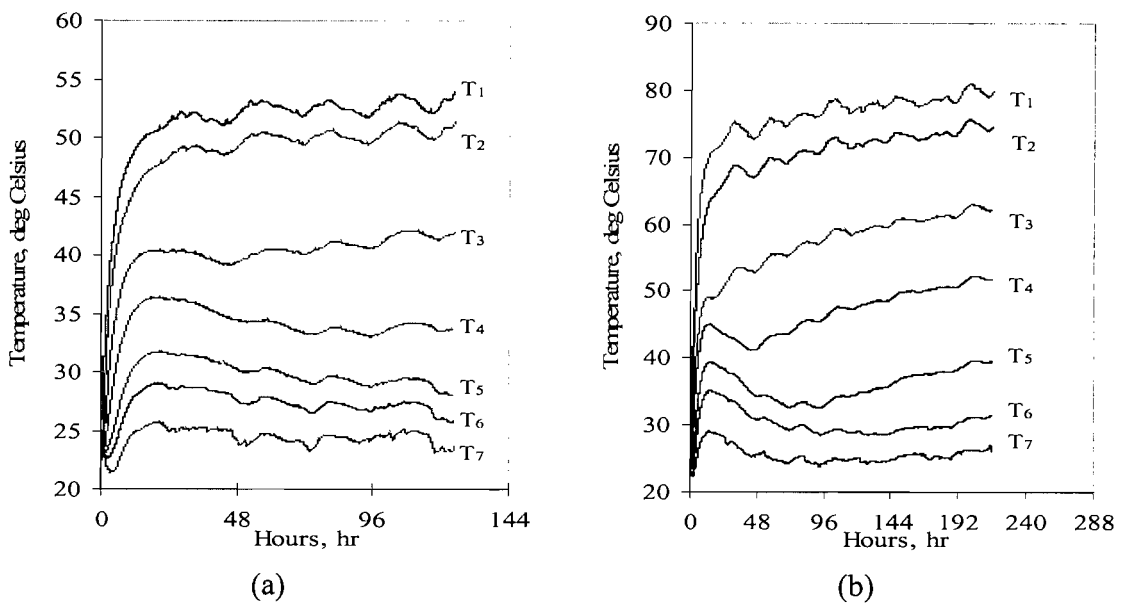 60
55
50
45
40
35
30
25
20
Temperature, deg Celsius
T₁
T₂
T₃
T₄
T₅
T₆
T₇
0 48 96 144
Hours, hr
(a)
90
80
70
60
50
40
30
20
Temperature, deg Celsius
T₁
T₂
T₃
T₄
T₅
T₆
T₇
0 48 96 144 192 240 288
Hours, hr
(b)